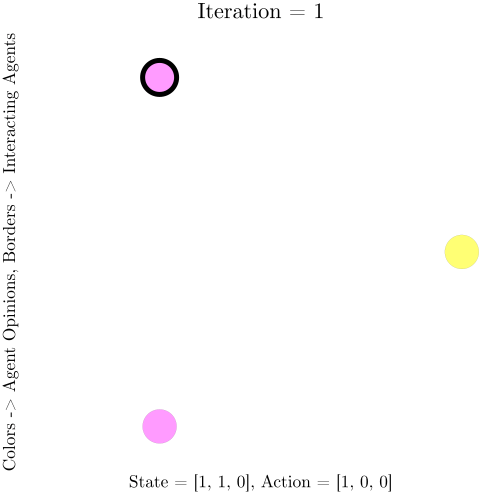 Iteration = 1
Colors -> Agent Opinions, Borders -> Interacting Agents
State = [1, 1, 0], Action = [1, 0, 0]